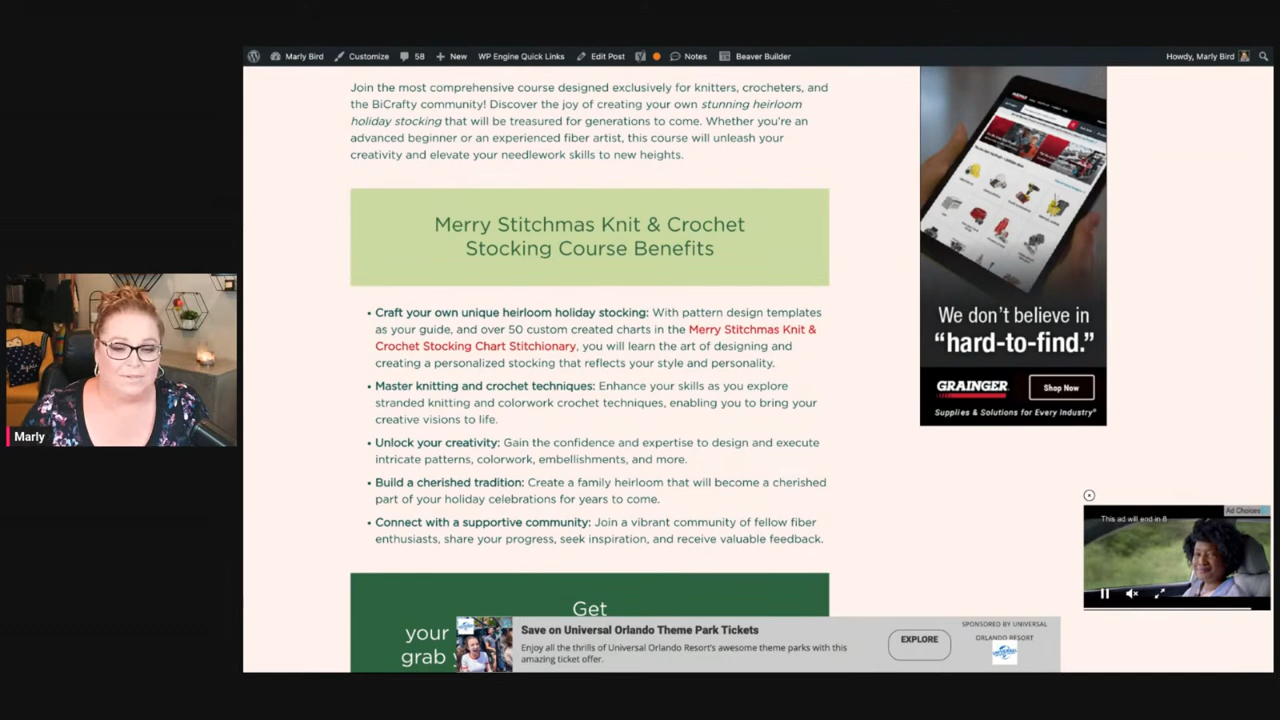 Marly Bird
Customize
58
New
WP Engine Quick Links
Edit Post
Notes
Beaver Builder
Howdy, Marly Bird
Join the most comprehensive course designed exclusively for knitters, crocheters, and
the BiCrafty community! Discover the joy of creating your own stunning heirloom
holiday stocking that will be treasured for generations to come. Whether you're an
advanced beginner or an experienced fiber artist, this course will unleash your
creativity and elevate your needlework skills to new heights.
Merry Stitchmas Knit & Crochet
Stocking Course Benefits
• Craft your own unique heirloom holiday stocking: With pattern design templates
as your guide, and over 50 custom created charts in the Merry Stitchmas Knit &
Crochet Stocking Chart Stitchionary, you will learn the art of designing and
creating a personalized stocking that reflects your style and personality.
• Master knitting and crochet techniques: Enhance your skills as you explore
stranded knitting and colorwork crochet techniques, enabling you to bring your
creative visions to life.
• Unlock your creativity: Gain the confidence and expertise to design and execute
intricate patterns, colorwork, embellishments, and more.
• Build a cherished tradition: Create a family heirloom that will become a cherished
part of your holiday celebrations for years to come.
• Connect with a supportive community: Join a vibrant community of fellow fiber
enthusiasts, share your progress, seek inspiration, and receive valuable feedback.
Get
your
grab
We don't believe in
"hard-to-find."
GRAINGER
Shop Now
Supplies & Solutions for Every Industry®
Ad Choices
This ad will end in 8
Save on Universal Orlando Theme Park Tickets
Enjoy all the thrills of Universal Orlando Resort's awesome theme parks with this
amazing ticket offer.
EXPLORE
SPONSORED BY UNIVERSAL
ORLANDO RESORT
Marly